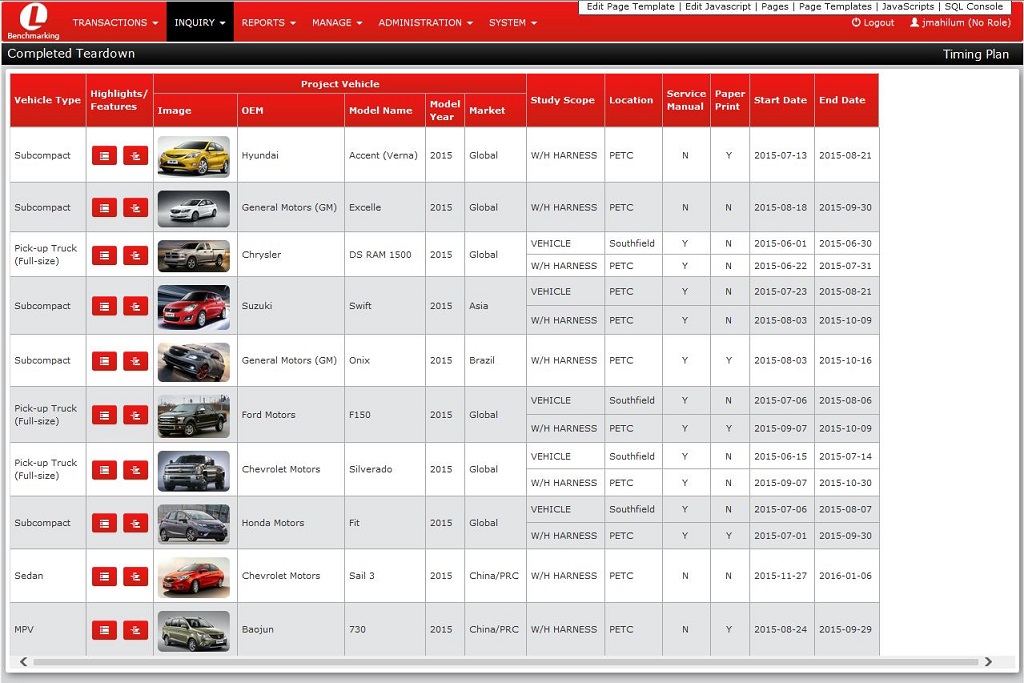 Edit Page Template | Edit Javascript | Pages | Page Templates | JavaScripts | SQL Console
L
Benchmarking
TRANSACTIONS INQUIRY REPORTS MANAGE ADMINISTRATION SYSTEM
Logout jmahilum (No Role)
Completed Teardown Timing Plan
Vehicle Type Highlights/ Features Project Vehicle Study Scope Location Service Manual Paper Print Start Date End Date
Image OEM Model Name Model Year Market
Subcompact Hyundai Accent (Verna) 2015 Global W/H HARNESS PETC N Y 2015-07-13 2015-08-21
Subcompact General Motors (GM) Excelle 2015 Global W/H HARNESS PETC N N 2015-08-18 2015-09-30
Pick-up Truck (Full-size) Chrysler DS RAM 1500 2015 Global VEHICLE Southfield Y N 2015-06-01 2015-06-30
W/H HARNESS PETC Y N 2015-06-22 2015-07-31
Subcompact Suzuki Swift 2015 Asia VEHICLE PETC Y N 2015-07-23 2015-08-21
W/H HARNESS PETC Y N 2015-08-03 2015-10-09
Subcompact General Motors (GM) Onix 2015 Brazil W/H HARNESS PETC Y Y 2015-08-03 2015-10-16
Pick-up Truck (Full-size) Ford Motors F150 2015 Global VEHICLE Southfield Y N 2015-07-06 2015-08-06
W/H HARNESS PETC Y Y 2015-09-07 2015-10-09
Pick-up Truck (Full-size) Chevrolet Motors Silverado 2015 Global VEHICLE Southfield Y N 2015-06-15 2015-07-14
W/H HARNESS PETC Y N 2015-09-07 2015-10-30
Subcompact Honda Motors Fit 2015 Global VEHICLE Southfield Y N 2015-07-06 2015-08-07
W/H HARNESS PETC Y Y 2015-07-01 2015-09-30
Sedan Chevrolet Motors Sail 3 2015 China/PRC W/H HARNESS PETC N N 2015-11-27 2016-01-06
MPV Baojun 730 2015 China/PRC W/H HARNESS PETC N Y 2015-08-24 2015-09-29